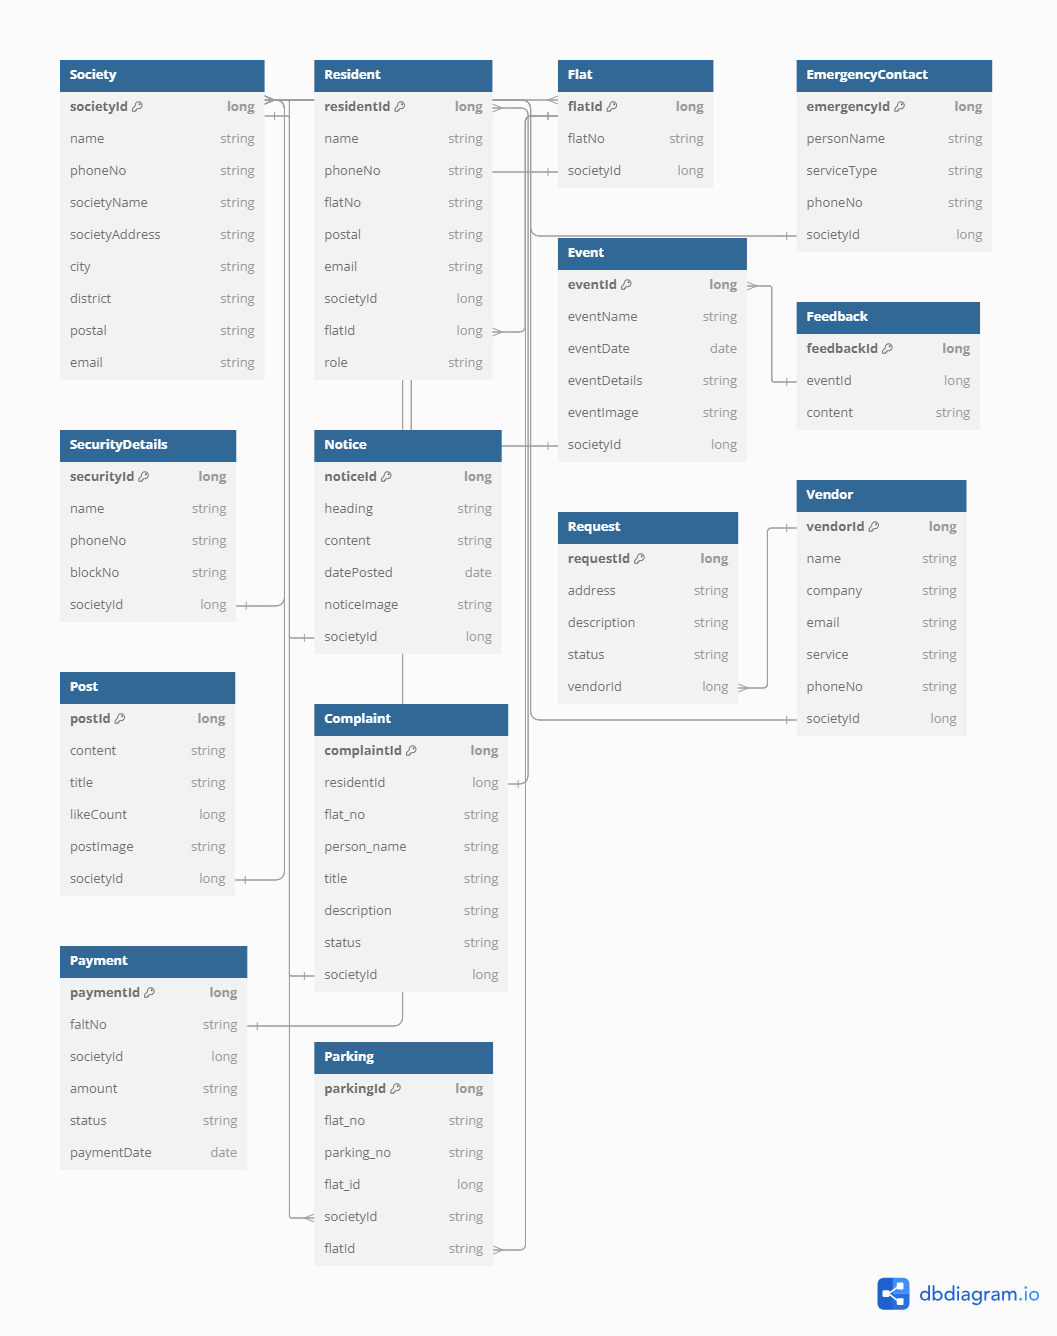 Society
societyId long
name string
phoneNo string
societyName string
societyAddress string
city string
district string
postal string
email string
Resident
residentId long
name string
phoneNo string
flatNo string
postal string
email string
societyId long
flatId long
role string
Flat
flatId long
flatNo string
societyId long
EmergencyContact
emergencyId long
personName string
serviceType string
phoneNo string
societyId long
Event
eventId long
eventName string
eventDate date
eventDetails string
eventImage string
societyId long
Feedback
feedbackId long
eventId long
content string
SecurityDetails
securityId long
name string
phoneNo string
blockNo string
societyId long
Notice
noticeId long
heading string
content string
datePosted date
noticeImage string
societyId long
Request
requestId long
address string
description string
status string
vendorId long
Vendor
vendorId long
name string
company string
email string
service string
phoneNo string
societyId long
Post
postId long
content string
title string
likeCount long
postImage string
societyId long
Complaint
complaintId long
residentId long
flat_no string
person_name string
title string
description string
status string
societyId long
Payment
paymentId long
faltNo string
societyId long
amount string
status string
paymentDate date
Parking
parkingId long
flat_no string
parking_no string
flat_id long
societyId string
flatId string
dbdiagram.io